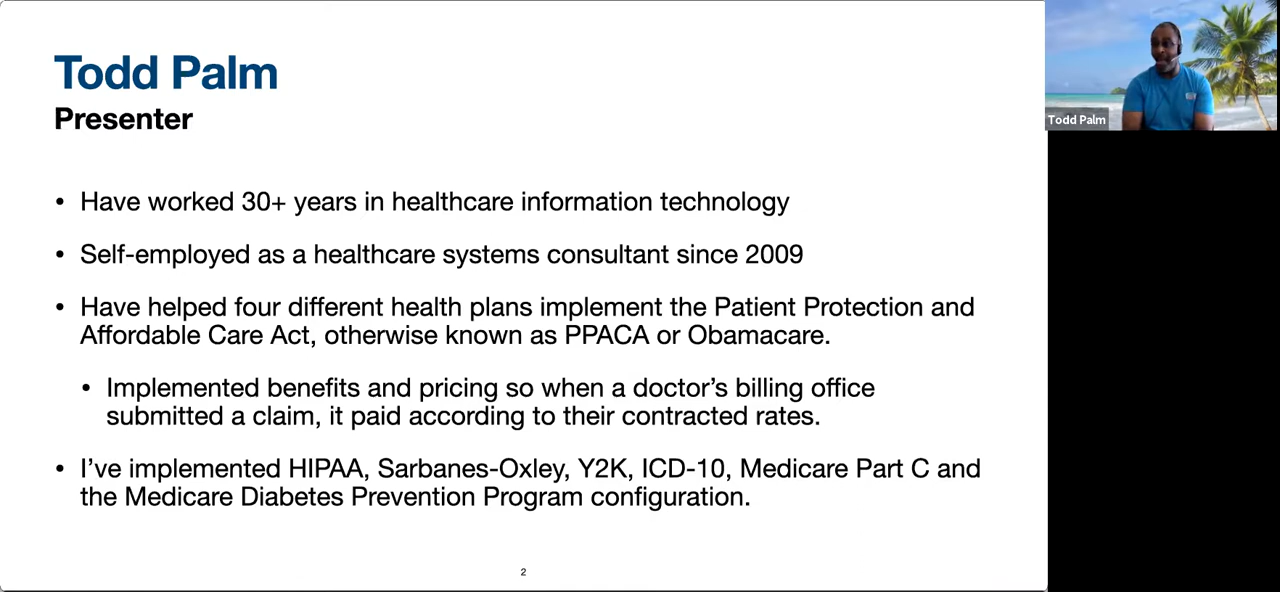 Todd Palm
Presenter
• Have worked 30+ years in healthcare information technology
• Self-employed as a healthcare systems consultant since 2009
• Have helped four different health plans implement the Patient Protection and
Affordable Care Act, otherwise known as PPACA or Obamacare.
• Implemented benefits and pricing so when a doctor’s billing office
submitted a claim, it paid according to their contracted rates.
• I’ve implemented HIPAA, Sarbanes-Oxley, Y2K, ICD-10, Medicare Part C and
the Medicare Diabetes Prevention Program configuration.
2
Todd Palm